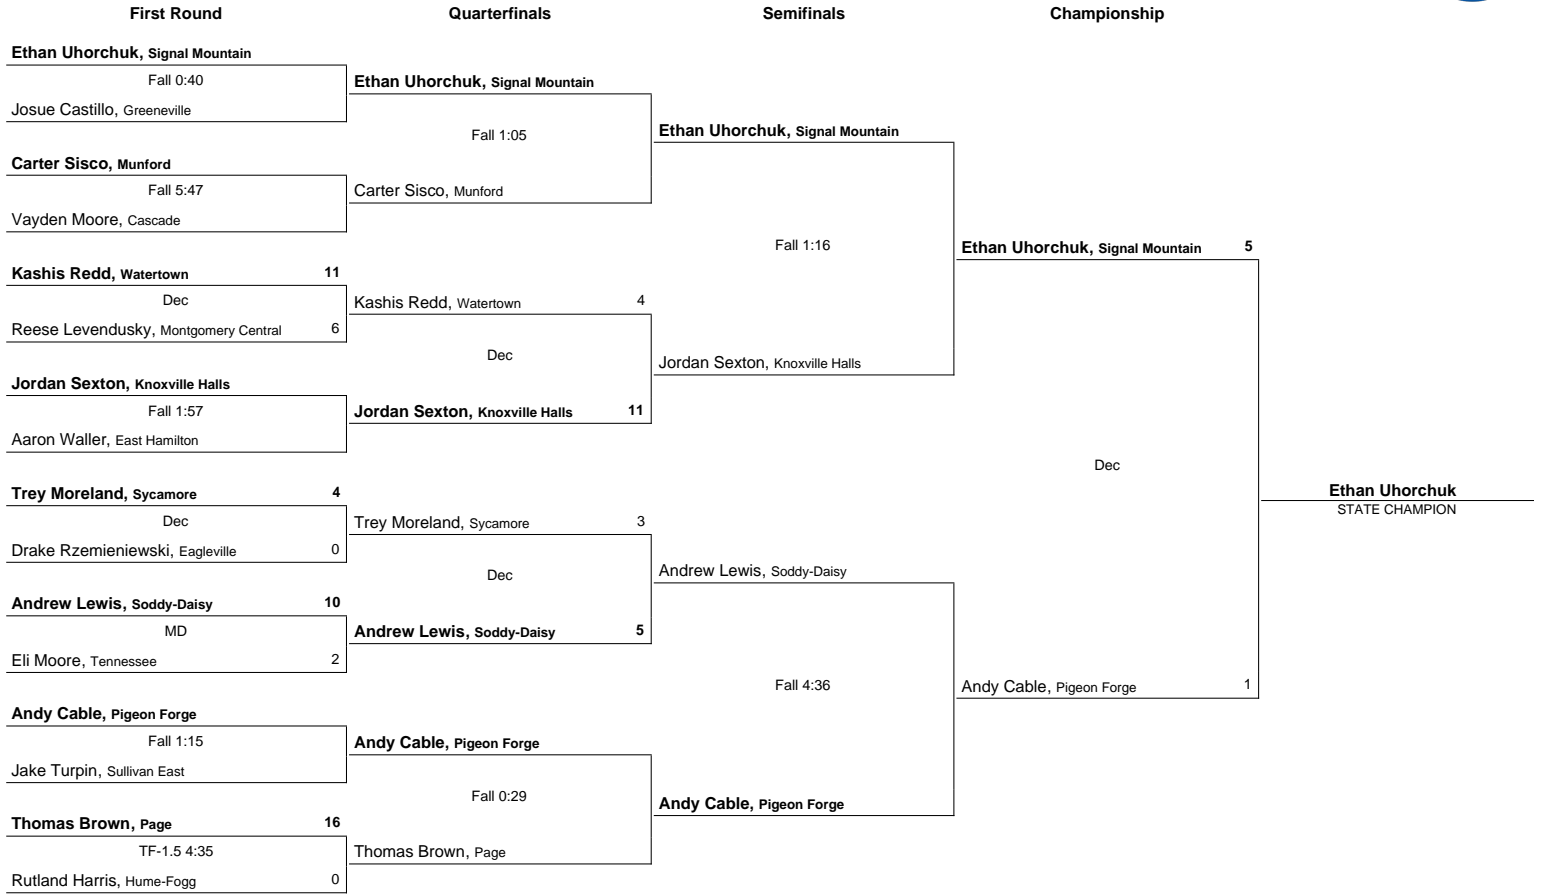 First Round Quarterfinals Semifinals Championship
Ethan Uhorchuk, Signal Mountain
Fall 0:40
Josue Castillo, Greeneville
Carter Sisco, Munford
Fall 5:47
Vayden Moore, Cascade
Kashis Redd, Watertown 11
Dec
Reese Levendusky, Montgomery Central 6
Jordan Sexton, Knoxville Halls
Fall 1:57
Aaron Waller, East Hamilton
Trey Moreland, Sycamore 4
Dec
Drake Rzemieniewski, Eagleville 0
Andrew Lewis, Soddy-Daisy 10
MD
Eli Moore, Tennessee 2
Andy Cable, Pigeon Forge
Fall 1:15
Jake Turpin, Sullivan East
Thomas Brown, Page 16
TF-1.5 4:35
Rutland Harris, Hume-Fogg 0
Ethan Uhorchuk, Signal Mountain
Fall 1:05
Carter Sisco, Munford
Kashis Redd, Watertown 4
Dec
Jordan Sexton, Knoxville Halls 11
Trey Moreland, Sycamore 3
Dec
Andrew Lewis, Soddy-Daisy 5
Andy Cable, Pigeon Forge
Fall 0:29
Thomas Brown, Page
Ethan Uhorchuk, Signal Mountain
Fall 1:16
Jordan Sexton, Knoxville Halls
Andrew Lewis, Soddy-Daisy
Fall 4:36
Andy Cable, Pigeon Forge
Ethan Uhorchuk, Signal Mountain 5
Dec
Andy Cable, Pigeon Forge 1
Ethan Uhorchuk
STATE CHAMPION